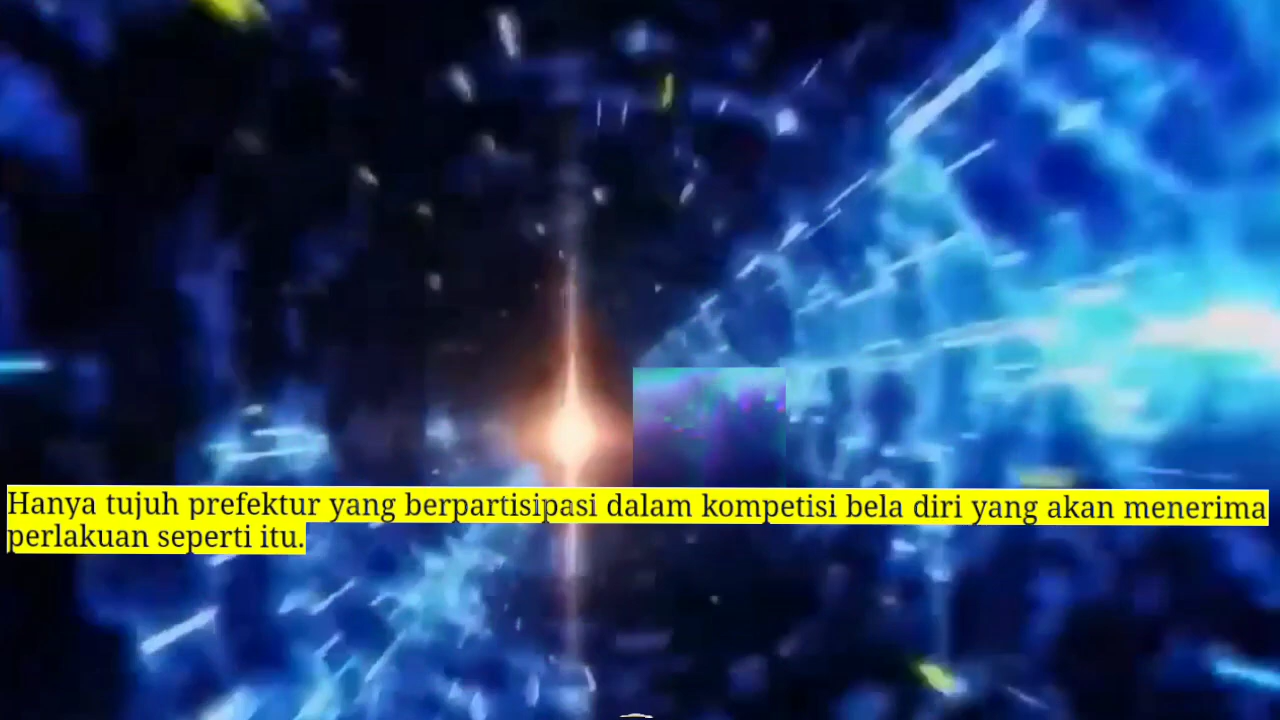 Hanya tujuh prefektur yang berpartisipasi dalam kompetisi bela diri yang akan menerima
perlakuan seperti itu.